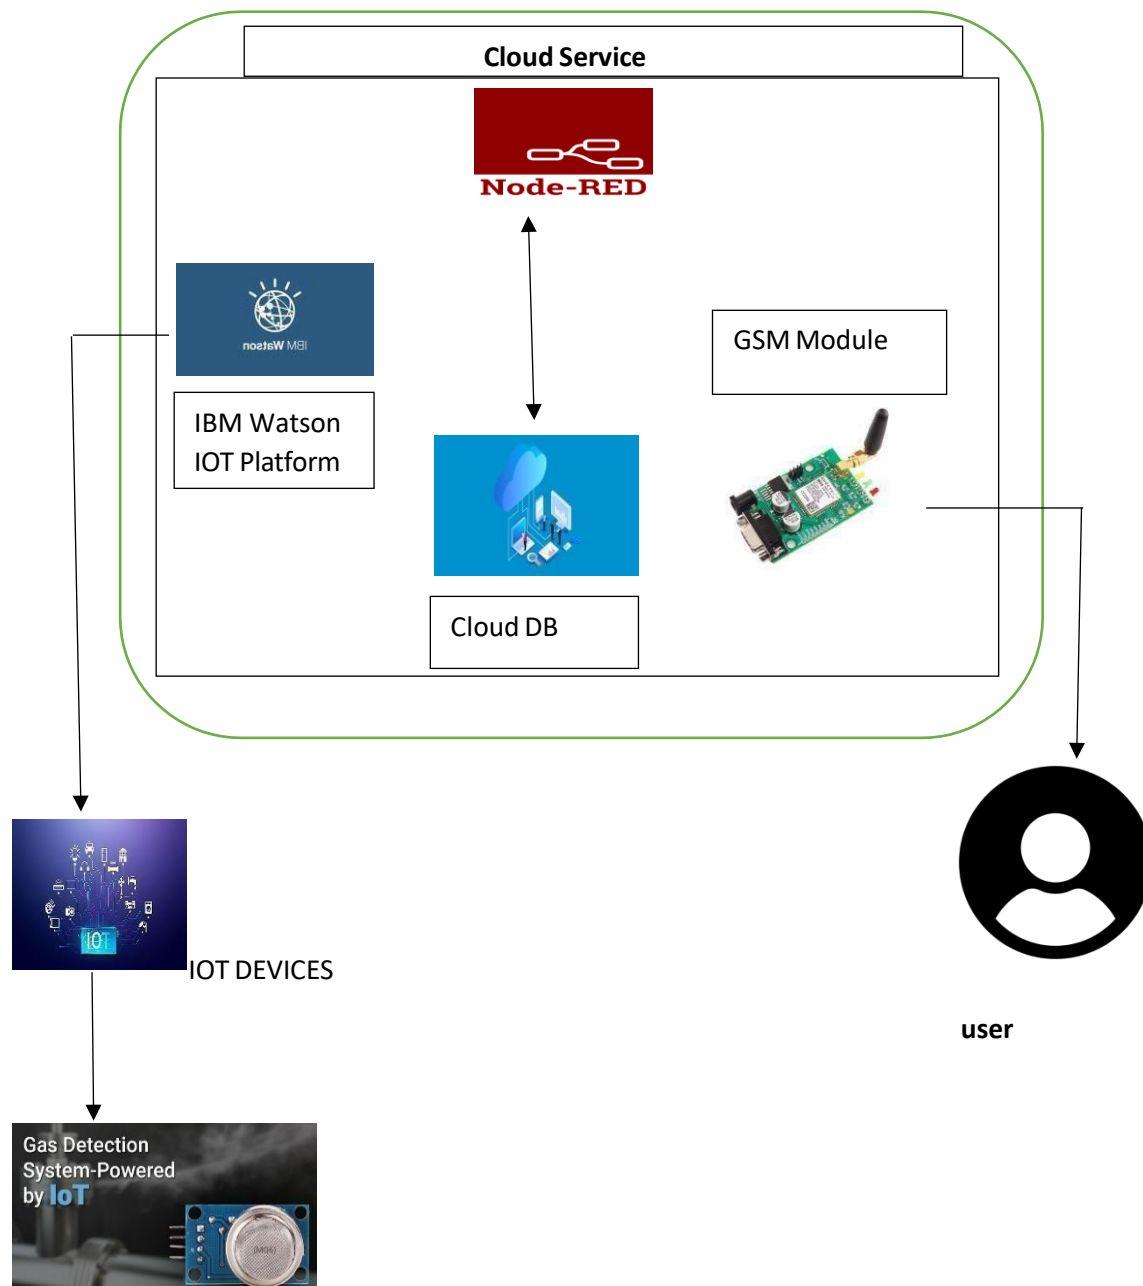 Cloud Service
Node-RED
IBM Watson
IBM Watson
IOT Platform
GSM Module
Cloud DB
IOT
IOT DEVICES
user
Gas Detection
System-Powered
by IoT
(MQ6)